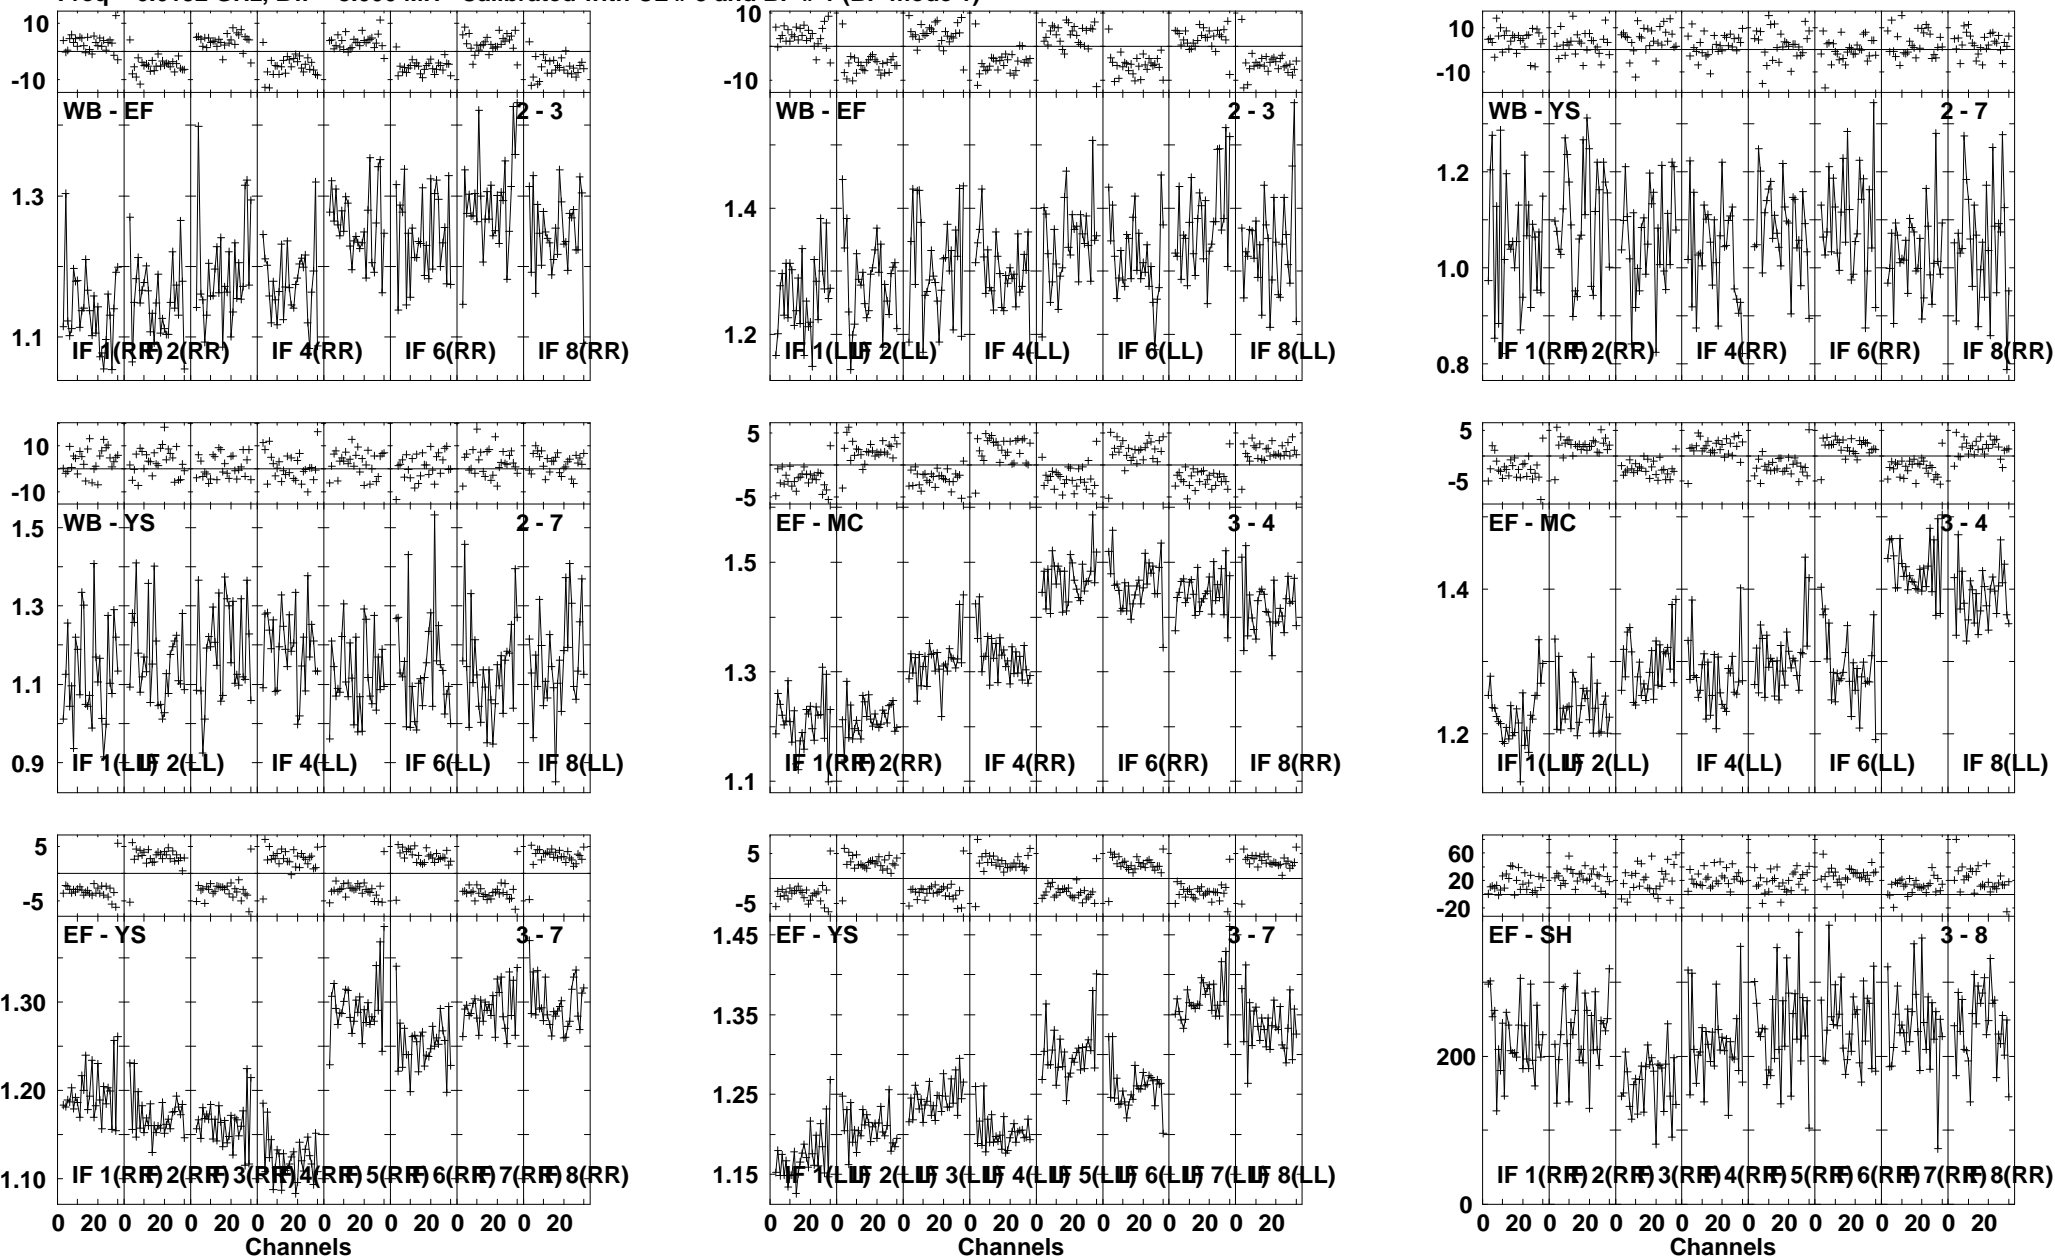 10
-10
WB - EF 2 - 3
1.3
1.1
IF 1(RR) IF 2(RR) IF 4(RR) IF 6(RR) IF 8(RR)
10
-10
WB - EF 2 - 3
1.4
1.2
IF 1(LL) IF 2(LL) IF 4(LL) IF 6(LL) IF 8(LL)
10
-10
WB - YS 2 - 7
1.2
1.0
0.8
IF 1(RR) IF 2(RR) IF 4(RR) IF 6(RR) IF 8(RR)
10
-10
WB - YS 2 - 7
1.5
1.3
1.1
0.9
IF 1(LL) IF 2(LL) IF 4(LL) IF 6(LL) IF 8(LL)
5
-5
EF - MC 3 - 4
1.5
1.3
1.1
IF 1(RR) IF 2(RR) IF 4(RR) IF 6(RR) IF 8(RR)
5
-5
EF - MC 3 - 4
1.4
1.2
IF 1(LL) IF 2(LL) IF 4(LL) IF 6(LL) IF 8(LL)
5
-5
EF - YS 3 - 7
1.30
1.20
1.10
IF 1(RR) IF 2(RR) IF 3(RR) IF 4(RR) IF 5(RR) IF 6(RR) IF 7(RR) IF 8(RR)
0 20 0 20 0 20 0 20 0 20 0 20 0 20 0 20
Channels
5
-5
EF - YS 3 - 7
1.45
1.35
1.25
1.15
IF 1(LL) IF 2(LL) IF 3(LL) IF 4(LL) IF 5(LL) IF 6(LL) IF 7(LL) IF 8(LL)
0 20 0 20 0 20 0 20 0 20 0 20 0 20 0 20
Channels
60
20
-20
EF - SH 3 - 8
200
0
IF 1(RR) IF 2(RR) IF 3(RR) IF 4(RR) IF 5(RR) IF 6(RR) IF 7(RR) IF 8(RR)
0 20 0 20 0 20 0 20 0 20 0 20 0 20 0 20
Channels